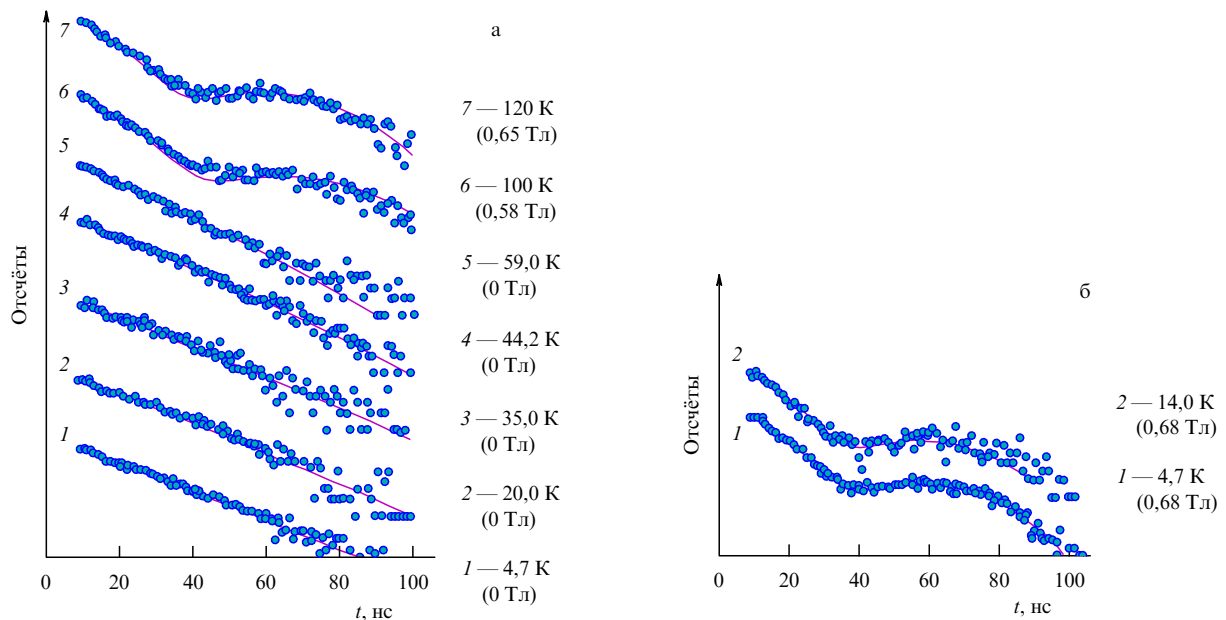 а
Отсчёты
7
6
5
4
3
2
1
7 — 120 К
(0,65 Тл)
6 — 100 К
(0,58 Тл)
5 — 59,0 К
(0 Тл)
4 — 44,2 К
(0 Тл)
3 — 35,0 К
(0 Тл)
2 — 20,0 К
(0 Тл)
1 — 4,7 К
(0 Тл)
0 20 40 60 80 100
t, нс
б
Отсчёты
2
1
2 — 14,0 К
(0,68 Тл)
1 — 4,7 К
(0,68 Тл)
0 20 40 60 80 100
t, нс